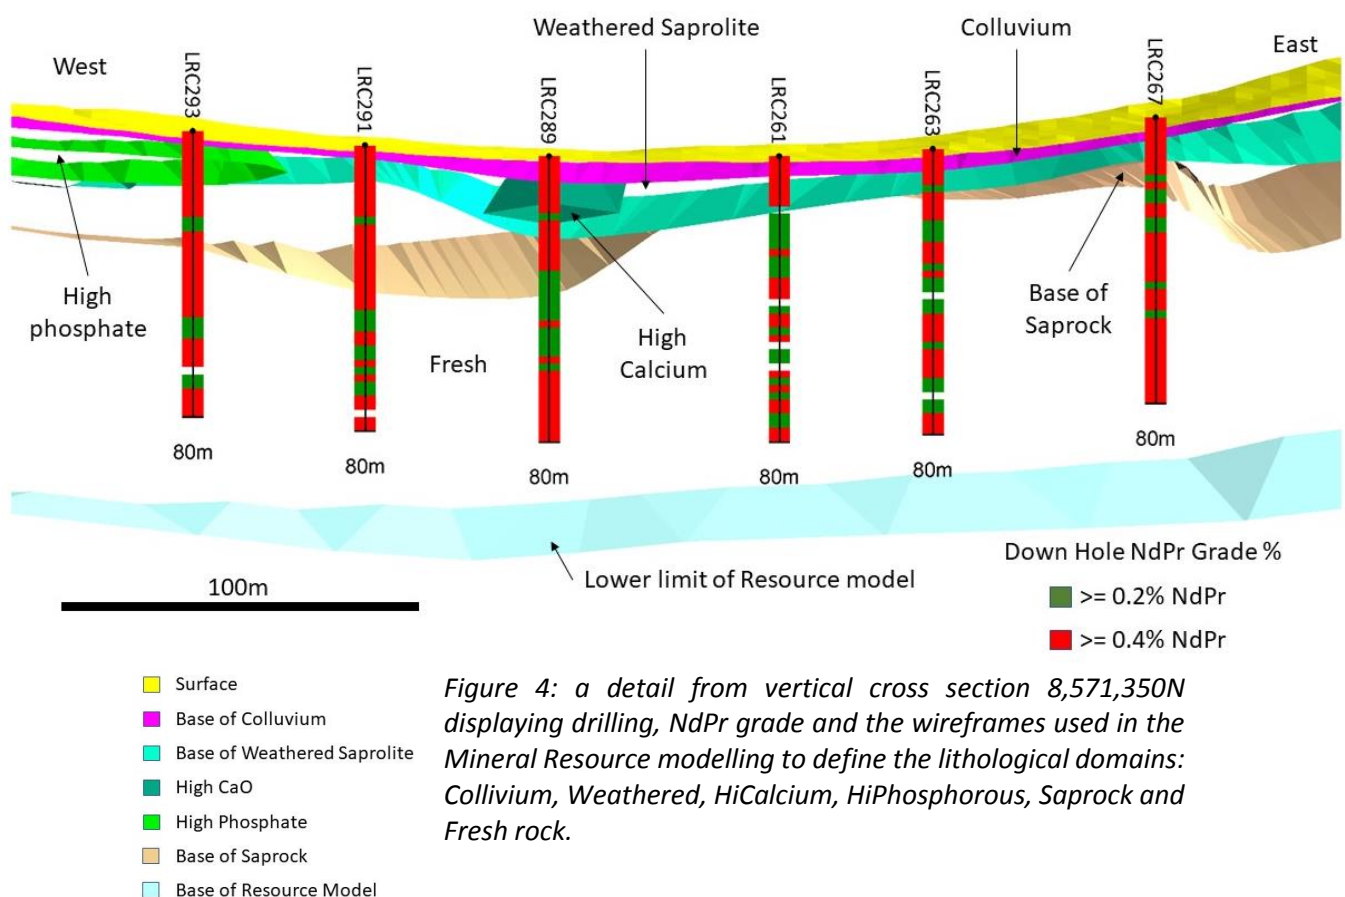 Weathered Saprolite
Colluvium
West
East
LRC293
LRC291
LRC289
LRC261
LRC263
LRC267
High
phosphate
Fresh
High
Calcium
Base of
Saprock
80m
80m
80m
80m
80m
80m
Lower limit of Resource model
100m
Down Hole NdPr Grade %
>= 0.2% NdPr
>= 0.4% NdPr
Surface
Base of Colluvium
Base of Weathered Saprolite
High CaO
High Phosphate
Base of Saprock
Base of Resource Model
Figure 4: a detail from vertical cross section 8,571,350N
displaying drilling, NdPr grade and the wireframes used in the
Mineral Resource modelling to define the lithological domains:
Collivium, Weathered, HiCalcium, HiPhosphorous, Saprock and
Fresh rock.